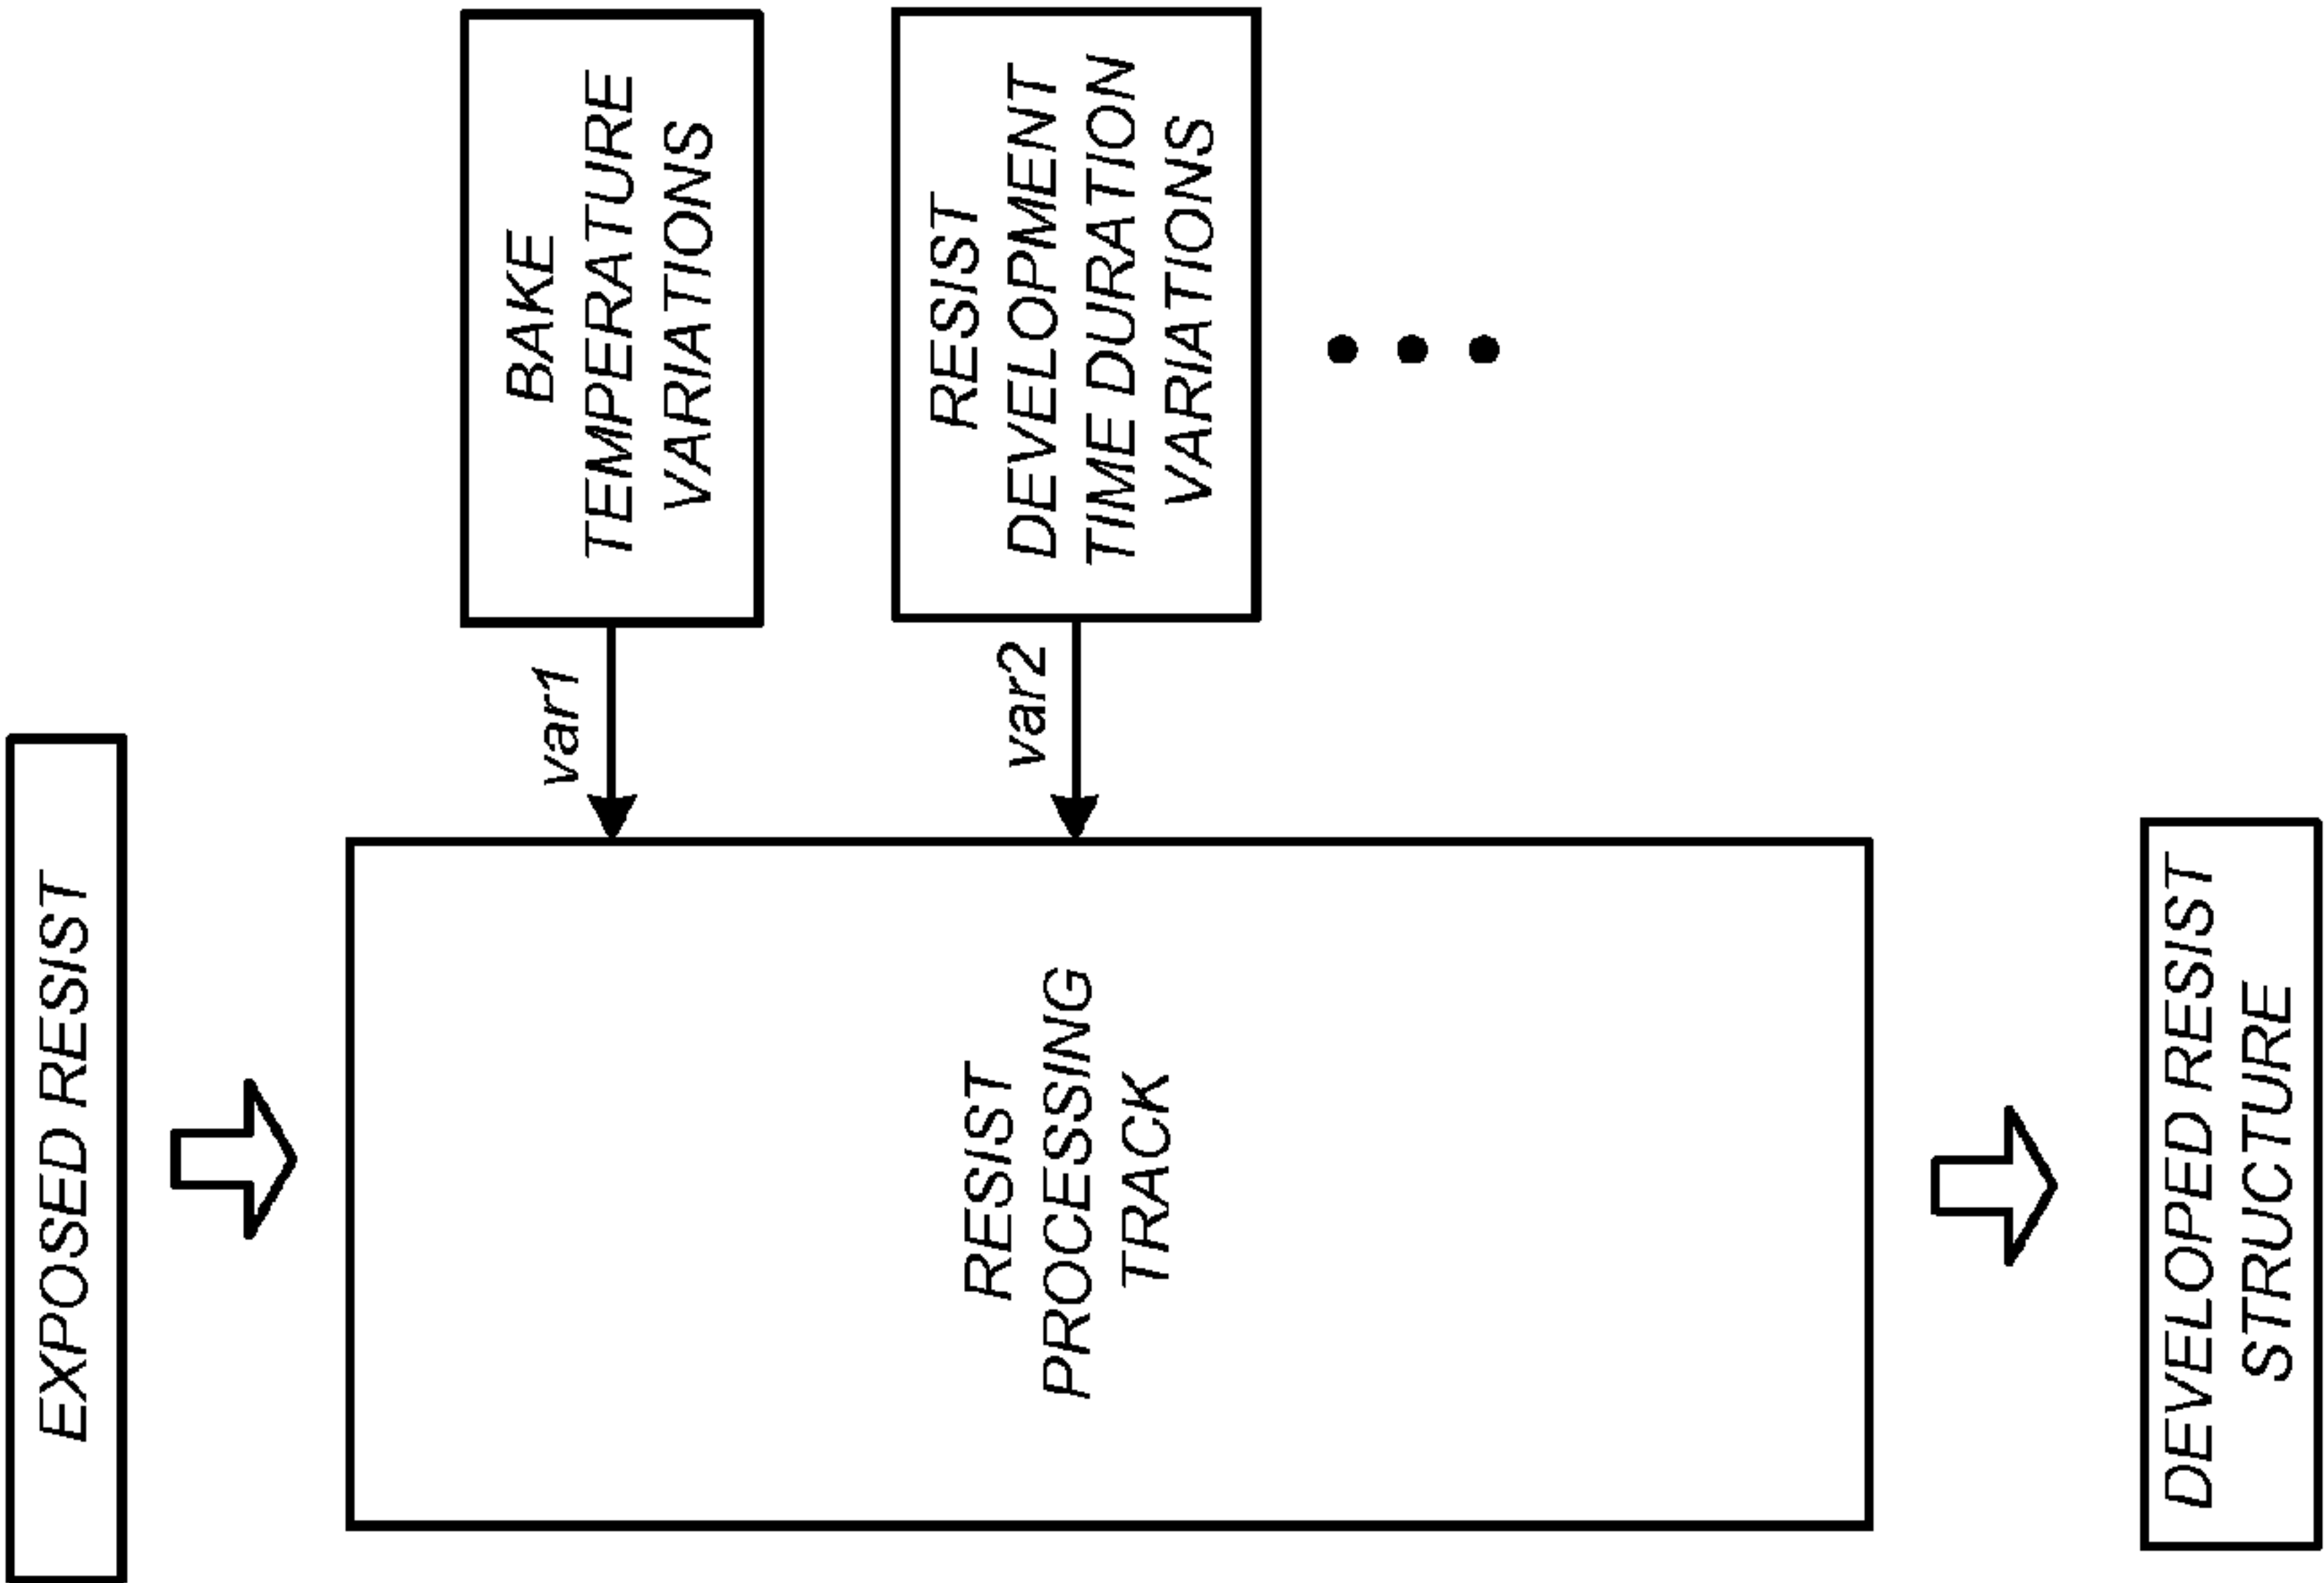 EXPOSED RESIST
BAKE
TEMPERATURE
VARIATIONS
var1
RESIST
DEVELOPMENT
TIME DURATION
VARIATIONS
var2
RESIST
PROCESSING
TRACK
DEVELOPED RESIST
STRUCTURE